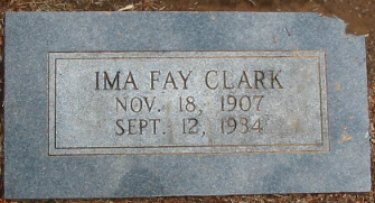 IMA FAY CLARK
NOV. 18, 1907
SEPT. 12, 1934